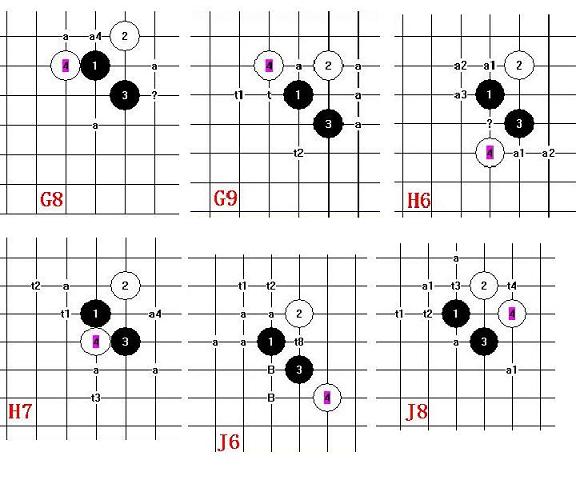 a a4 2
4 1 a
3 ?
a
G8
4 a 2 a
t1 t 1 a
3 a
t2
G9
a2 a1 2
a3 1
? 3
4 a1 a2
H6
t2 a 2
t1 1 a4
4 3
a a
t3
H7
t1 t2
a a 2
a a 1 t8
B 3
B 4
J6
a
a1 t3 2 t4
t1 t2 1 4
a 3
a1
J8